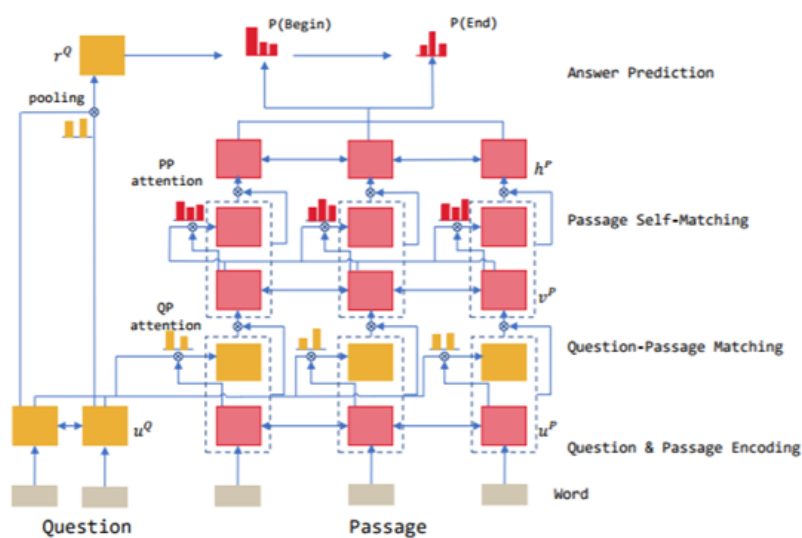 P(Begin)
P(End)
r^Q
Answer Prediction
pooling
PP
attention
h^P
Passage Self-Matching
v^P
QP
attention
Question-Passage Matching
u^Q
u^P
Question & Passage Encoding
Word
Question
Passage